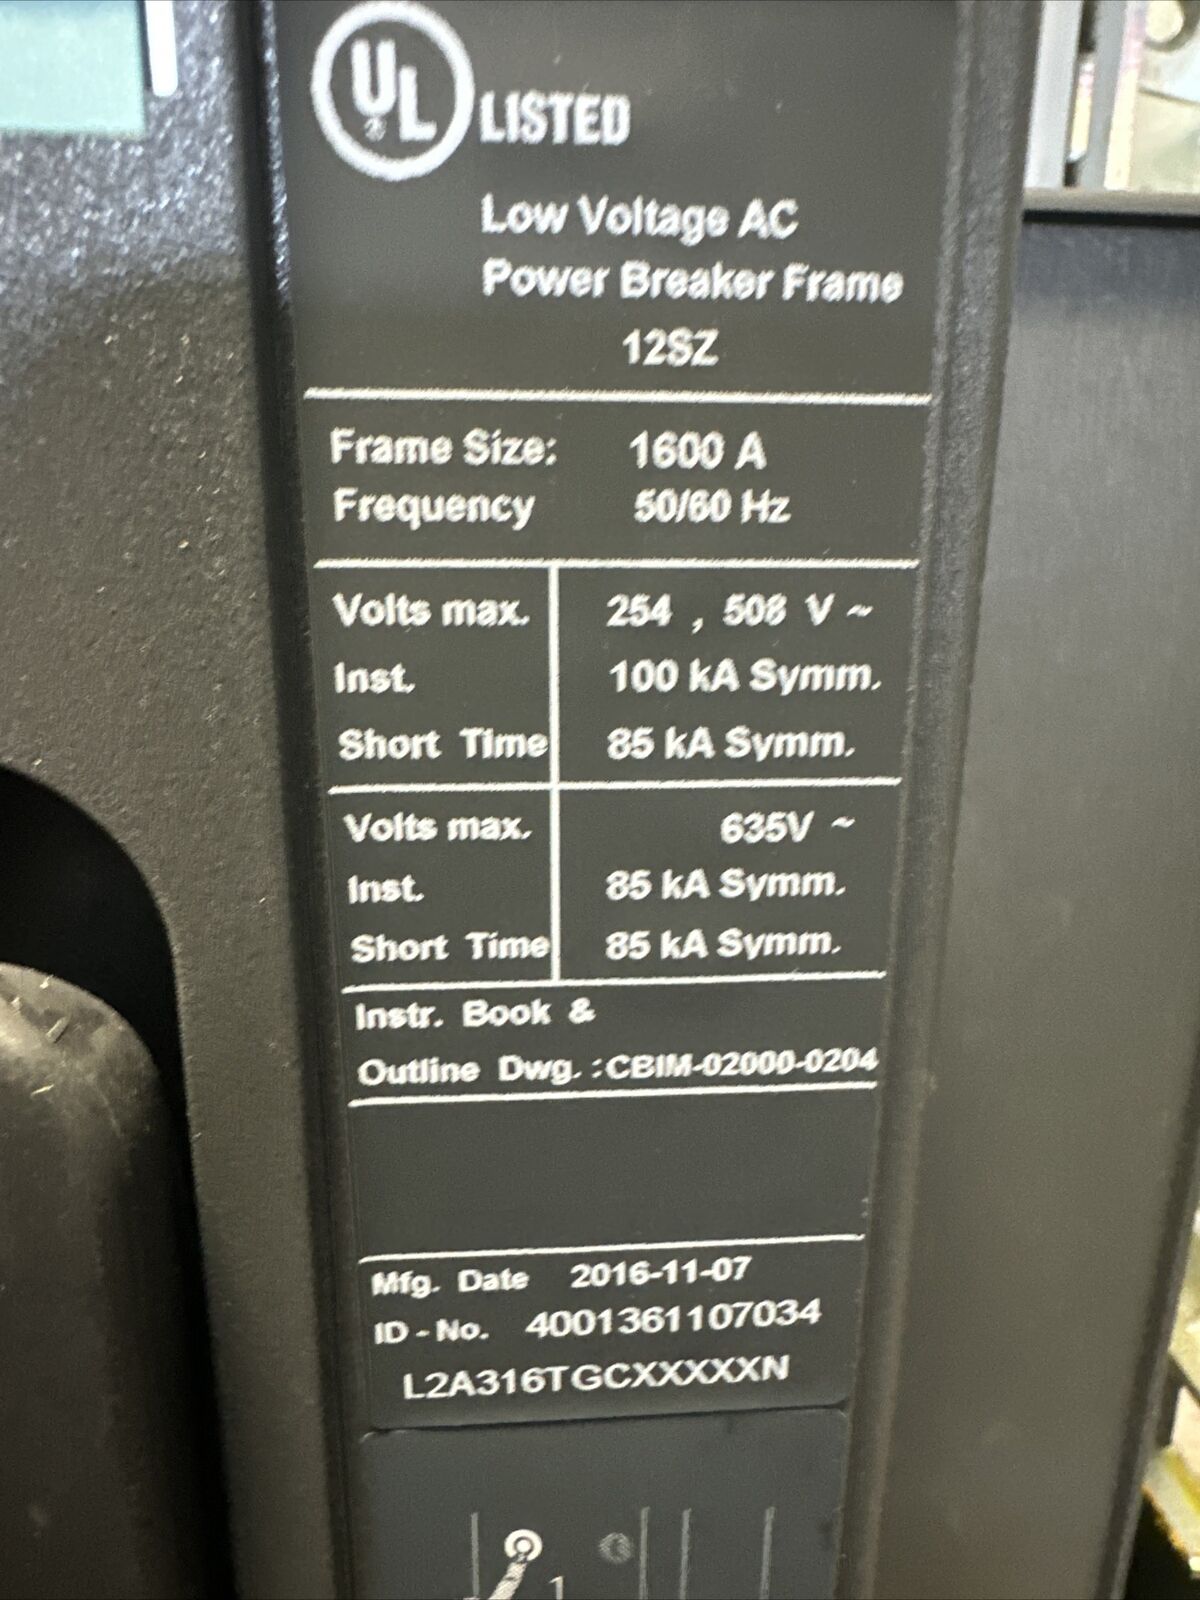 UL LISTED
Low Voltage AC
Power Breaker Frame
12SZ
Frame Size: 1600 A
Frequency 50/60 Hz
Volts max. 254 , 508 V ~
Inst. 100 kA Symm.
Short Time 85 kA Symm.
Volts max. 635V ~
Inst. 85 kA Symm.
Short Time 85 kA Symm.
Instr. Book &
Outline Dwg. :CBIM-02000-0204
Mfg. Date 2016-11-07
ID - No. 4001361107034
L2A316TGCXXXXXN
1